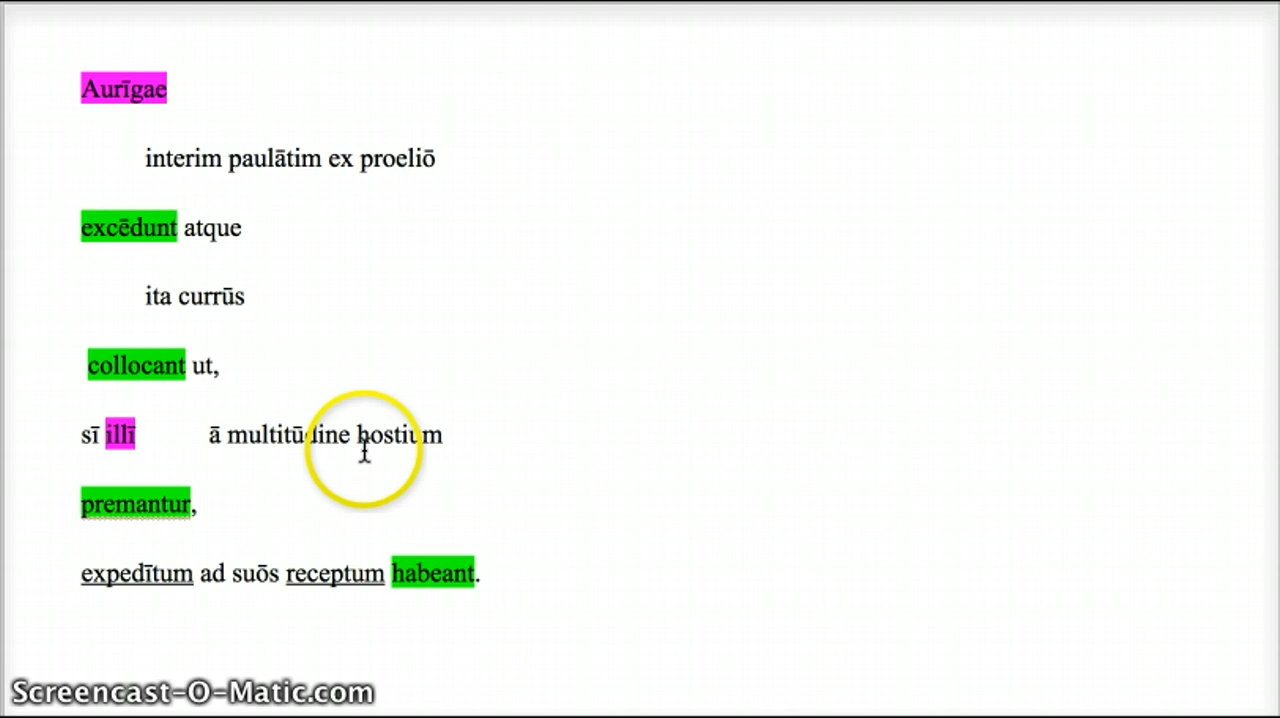 Aurīgae
interim paulātim ex proeliō
excēdunt atque
ita currūs
collocant ut,
sī illī ā multitūdine hostium
premantur,
expedītum ad suōs receptum habeant.
Screencast-O-Matic.com